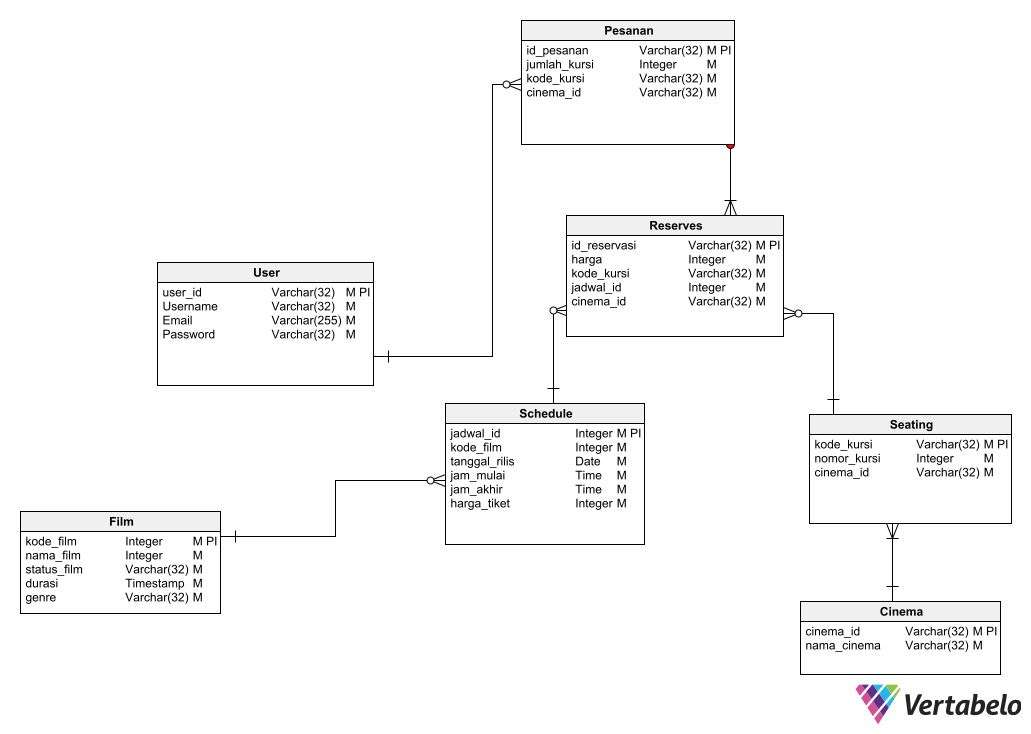 Pesanan
id_pesanan Varchar(32) M PI
jumlah_kursi Integer M
kode_kursi Varchar(32) M
cinema_id Varchar(32) M
Reserves
id_reservasi Varchar(32) M PI
harga Integer M
kode_kursi Varchar(32) M
jadwal_id Integer M
cinema_id Varchar(32) M
User
user_id Varchar(32) M PI
Username Varchar(32) M
Email Varchar(255) M
Password Varchar(32) M
Schedule
jadwal_id Integer M PI
kode_film Integer M
tanggal_rilis Date M
jam_mulai Time M
jam_akhir Time M
harga_tiket Integer M
Seating
kode_kursi Varchar(32) M PI
nomor_kursi Integer M
cinema_id Varchar(32) M
Film
kode_film Integer M PI
nama_film Integer M
status_film Varchar(32) M
durasi Timestamp M
genre Varchar(32) M
Cinema
cinema_id Varchar(32) M PI
nama_cinema Varchar(32) M
Vertabelo